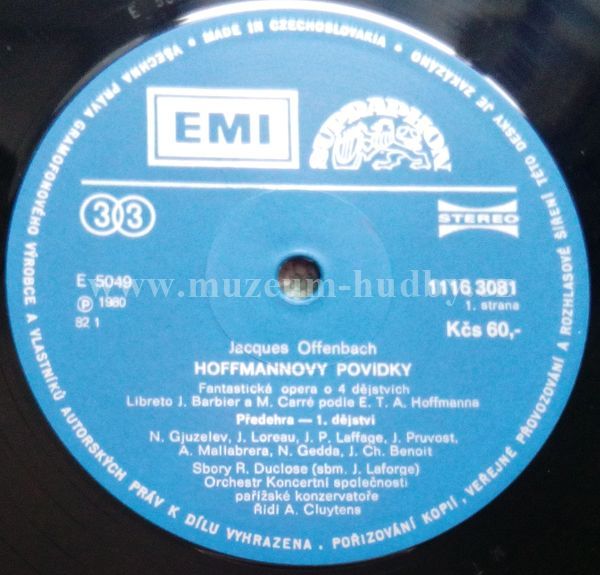 E 50
VŠECHNA PRÁVA GRAMOFONOVÉHO VÝROBCE A VLASTNÍKŮ AUTORSKÝCH PRÁV K DÍLU VYHRAZENA . POŘIZOVÁNÍ KOPIÍ, VEŘEJNÉ PROVOZOVÁNÍ A ROZHLASOVÉ ŠÍŘENÍ TÉTO DESKY JE ZAKÁZÁNO • MADE IN CZECHOSLOVAKIA •
EMI
SUPRAPHON
33
STEREO
E 5049
℗ 1980
82 1
www.muzeum-hudby
1116 3081
1. strana
Kčs 60,-
Jacques Offenbach
HOFFMANNOVY POVIDKY
Fantastická opera o 4 dějstvích
Libreto J. Barbier a M. Carré podle E. T. A. Hoffmanna
Předehra — 1. dějství
N. Gjuzelev, J. Loreau, J. P. Laffage, J. Pruvost,
A. Mallabrera, N. Gedda, J. Ch. Benoit
Sbory R. Duclose (sbm. J. Laforge)
Orchestr Koncertní společnosti
pařížské konzervatoře
Řídí A. Cluytens